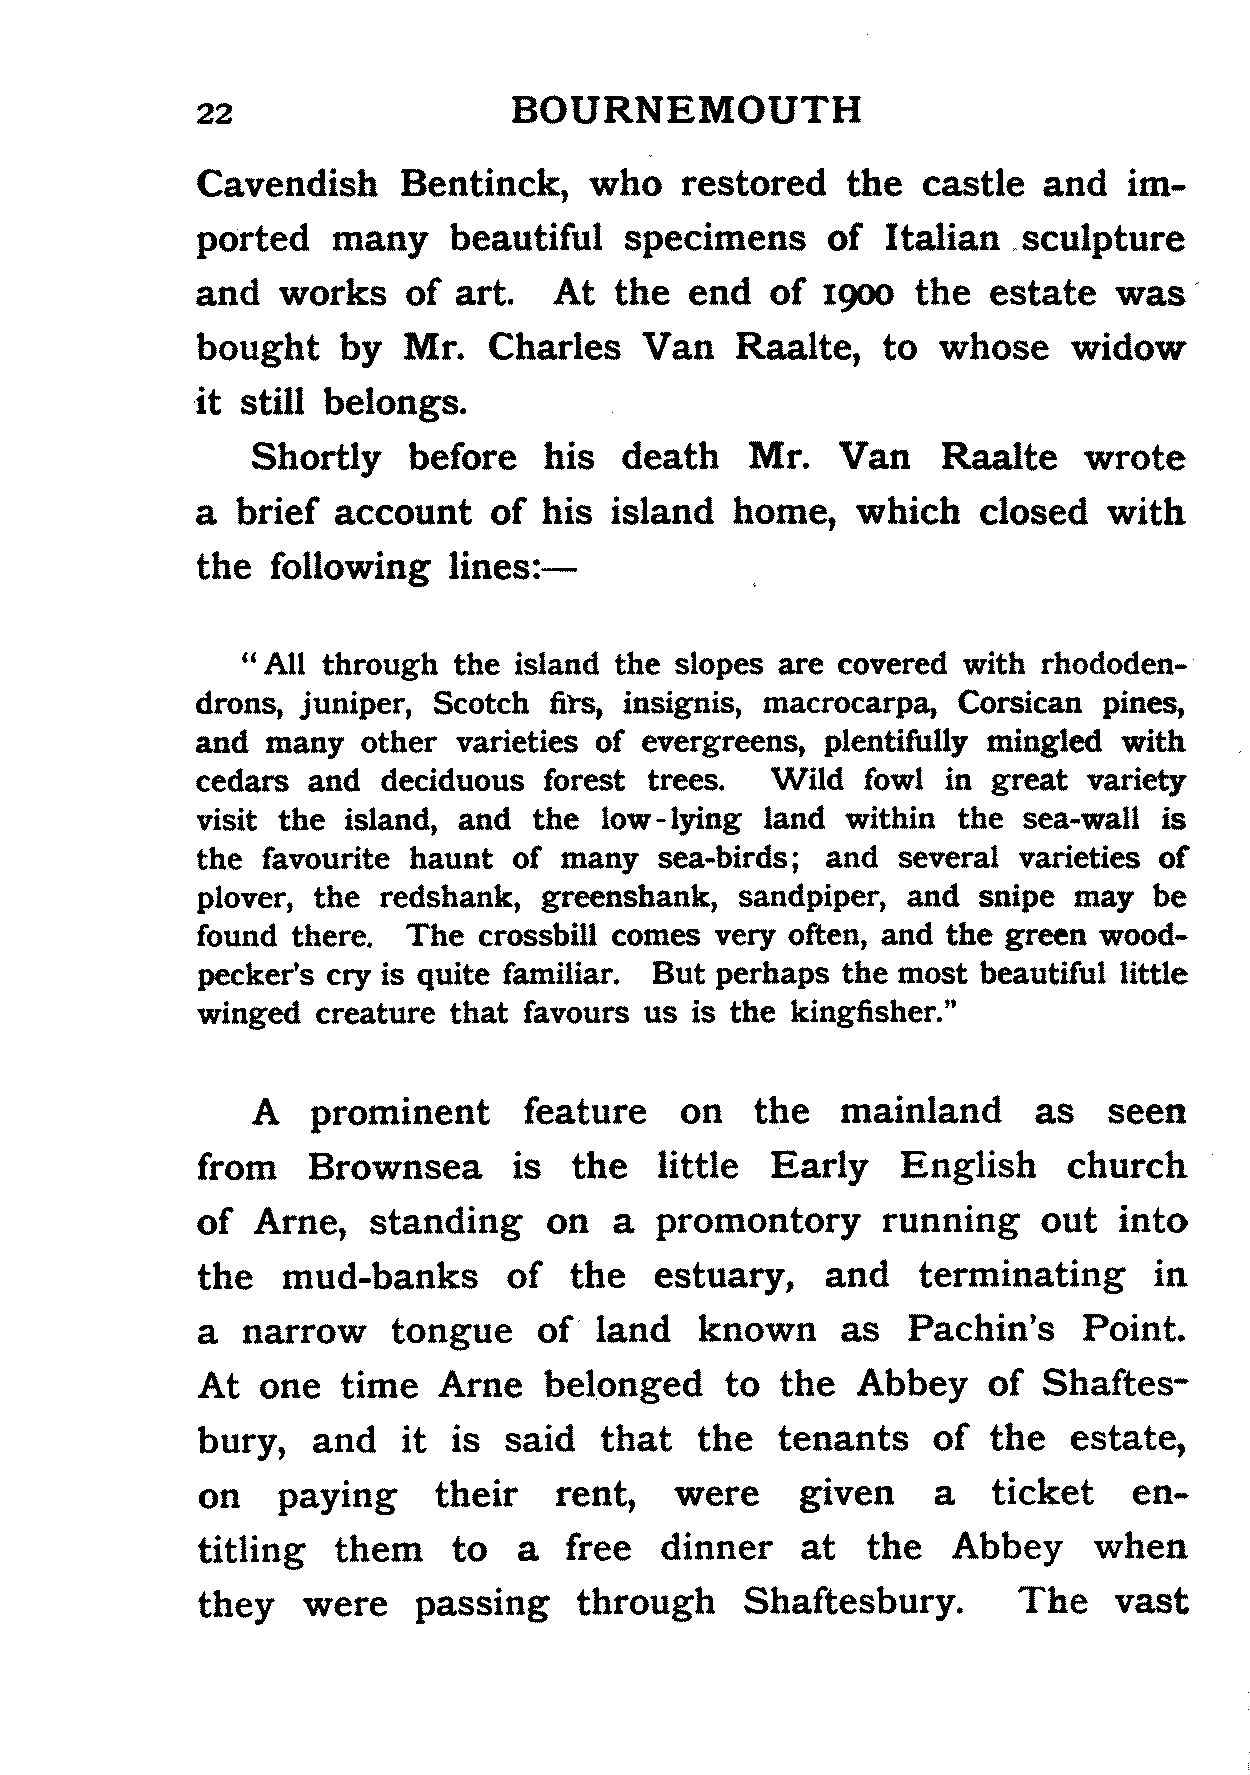 22 BOURNEMOUTH
Cavendish Bentinck, who restored the castle and im-
ported many beautiful specimens of Italian sculpture
and works of art. At the end of 1900 the estate was
bought by Mr. Charles Van Raalte, to whose widow
it still belongs.
Shortly before his death Mr. Van Raalte wrote
a brief account of his island home, which closed with
the following lines:—
“All through the island the slopes are covered with rhododen-
drons, juniper, Scotch firs, insignis, macrocarpa, Corsican pines,
and many other varieties of evergreens, plentifully mingled with
cedars and deciduous forest trees. Wild fowl in great variety
visit the island, and the low-lying land within the sea-wall is
the favourite haunt of many sea-birds; and several varieties of
plover, the redshank, greenshank, sandpiper, and snipe may be
found there. The crossbill comes very often, and the green wood-
pecker's cry is quite familiar. But perhaps the most beautiful little
winged creature that favours us is the kingfisher.”
A prominent feature on the mainland as seen
from Brownsea is the little Early English church
of Arne, standing on a promontory running out into
the mud-banks of the estuary, and terminating in
a narrow tongue of land known as Pachin's Point.
At one time Arne belonged to the Abbey of Shaftes-
bury, and it is said that the tenants of the estate,
on paying their rent, were given a ticket en-
titling them to a free dinner at the Abbey when
they were passing through Shaftesbury. The vast